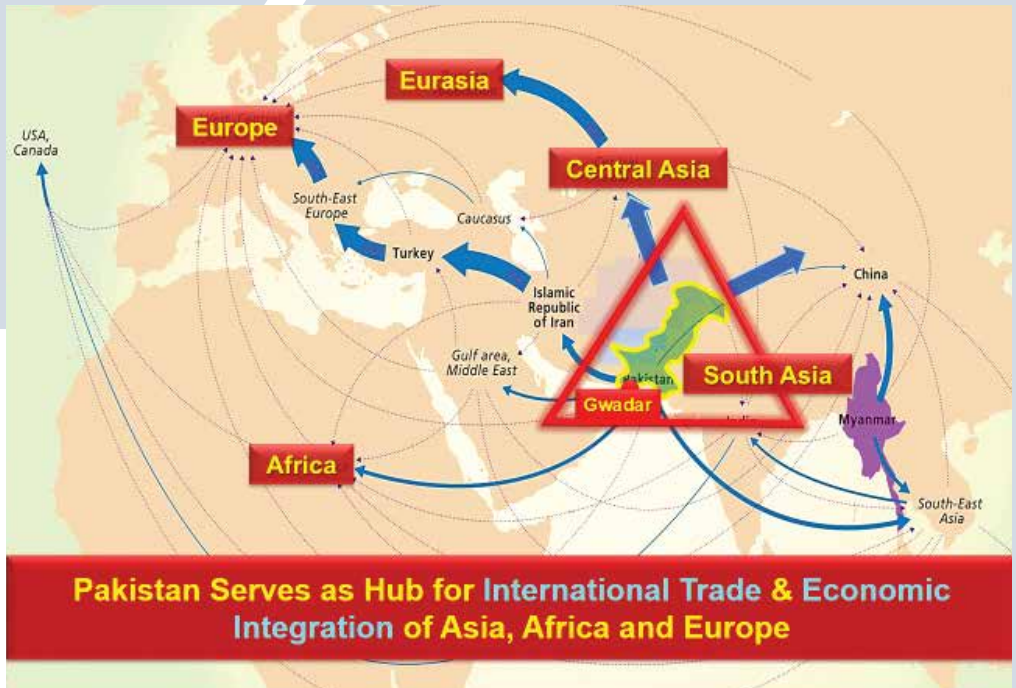 Eurasia
Europe
USA,
Canada
Central Asia
South-East
Europe
Caucasus
Turkey
China
Islamic
Republic
of Iran
Gulf area,
Middle East
Pakistan
South Asia
Gwadar
Myanmar
Africa
South-East
Asia
Pakistan Serves as Hub for International Trade & Economic
Integration of Asia, Africa and Europe